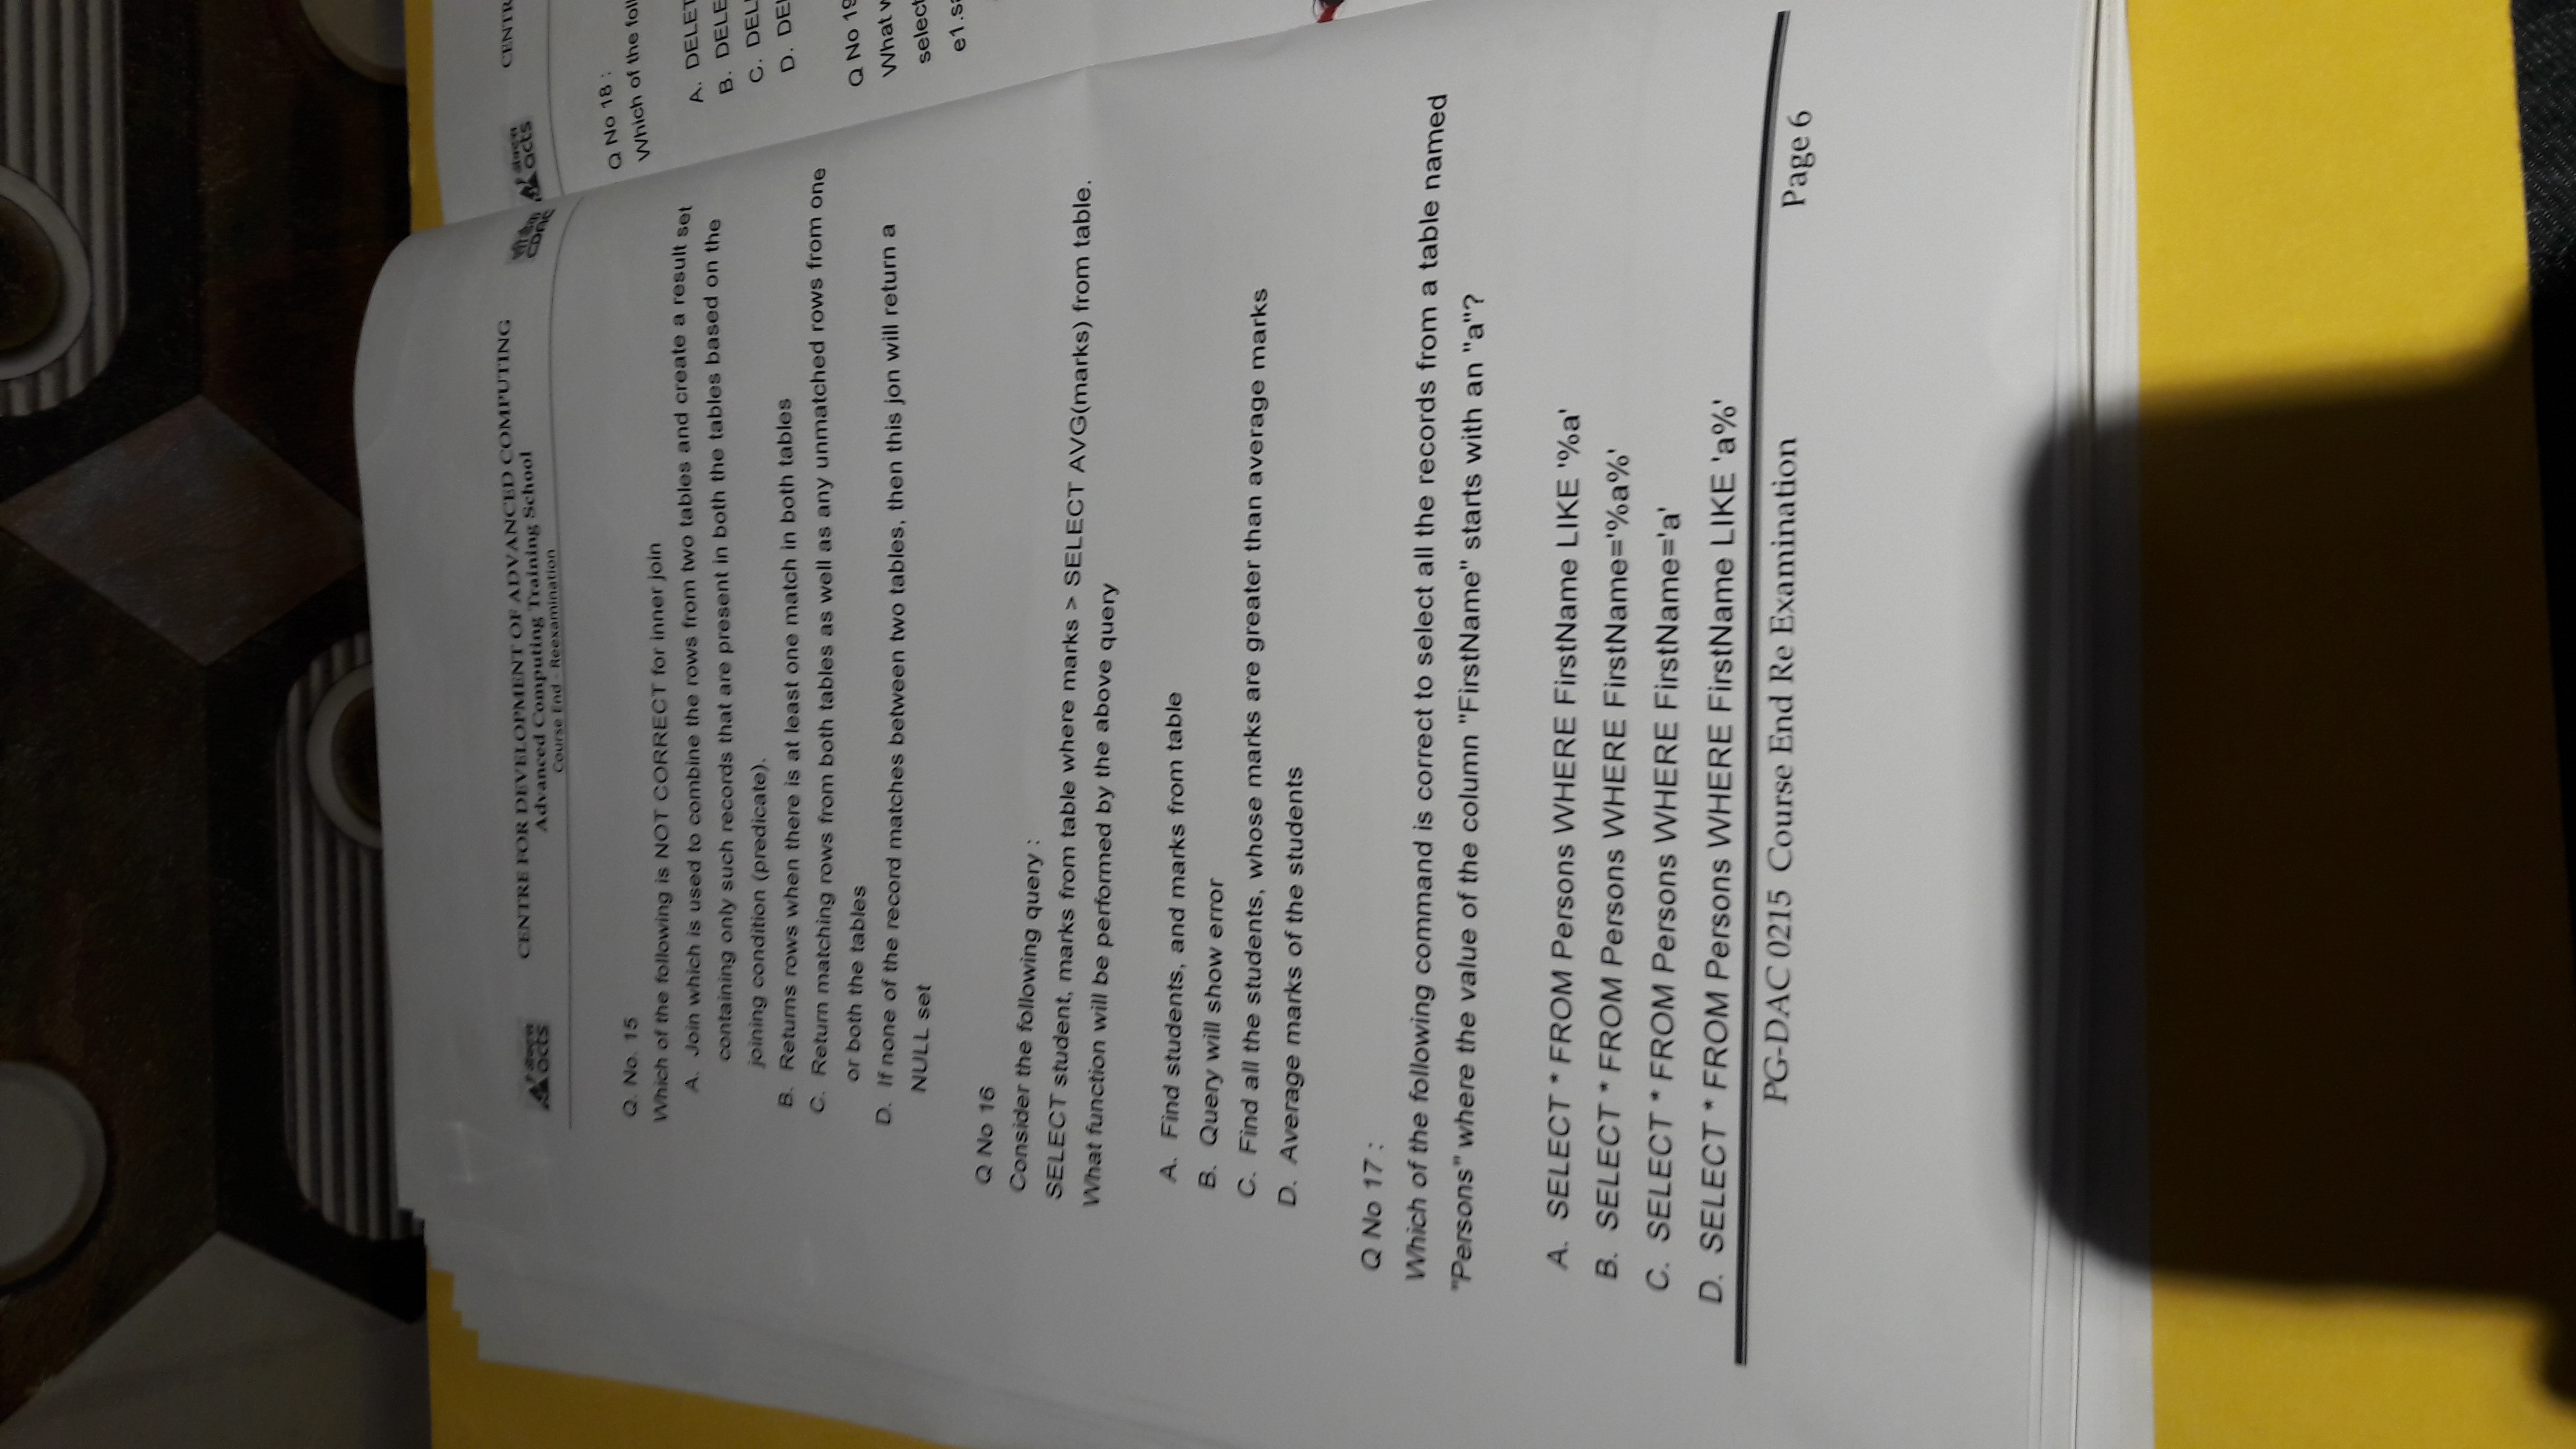 acts
CENTRE FOR DEVELOPMENT OF ADVANCED COMPUTING
Advanced Computing Training School
Course End - Reexamination
CDAC
Q. No. 15
Which of the following is NOT CORRECT for inner join
A. Join which is used to combine the rows from two tables and create a result set
containing only such records that are present in both the tables based on the
joining condition (predicate).
B. Returns rows when there is at least one match in both tables
C. Return matching rows from both tables as well as any unmatched rows from one
or both the tables
D. If none of the record matches between two tables, then this jon will return a
NULL set
Q No 16
Consider the following query :
SELECT student, marks from table where marks > SELECT AVG(marks) from table.
What function will be performed by the above query
A. Find students, and marks from table
B. Query will show error
C. Find all the students, whose marks are greater than average marks
D. Average marks of the students
Q No 17 :
Which of the following command is correct to select all the records from a table named
"Persons" where the value of the column "FirstName" starts with an "a"?
A. SELECT * FROM Persons WHERE FirstName LIKE '%a'
B. SELECT * FROM Persons WHERE FirstName='%a%'
C. SELECT * FROM Persons WHERE FirstName='a'
D. SELECT * FROM Persons WHERE FirstName LIKE 'a%'
PG-DAC 0215 Course End Re Examination
Page 6
acts
CENTR
Q No 18 :
Which of the foll
A. DELET
B. DELE
C. DEL
D. DE
Q No 19
What w
select
e1.sa